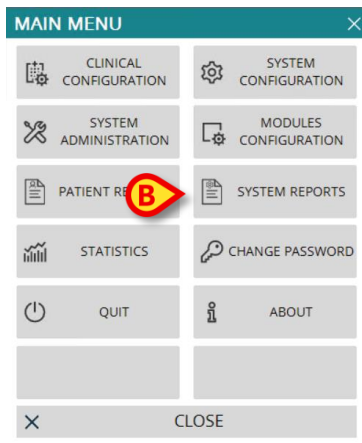 MAIN MENU
CLINICAL
CONFIGURATION
SYSTEM
CONFIGURATION
SYSTEM
ADMINISTRATION
MODULES
CONFIGURATION
PATIENT
B
SYSTEM REPORTS
STATISTICS
CHANGE PASSWORD
QUIT
ABOUT
CLOSE